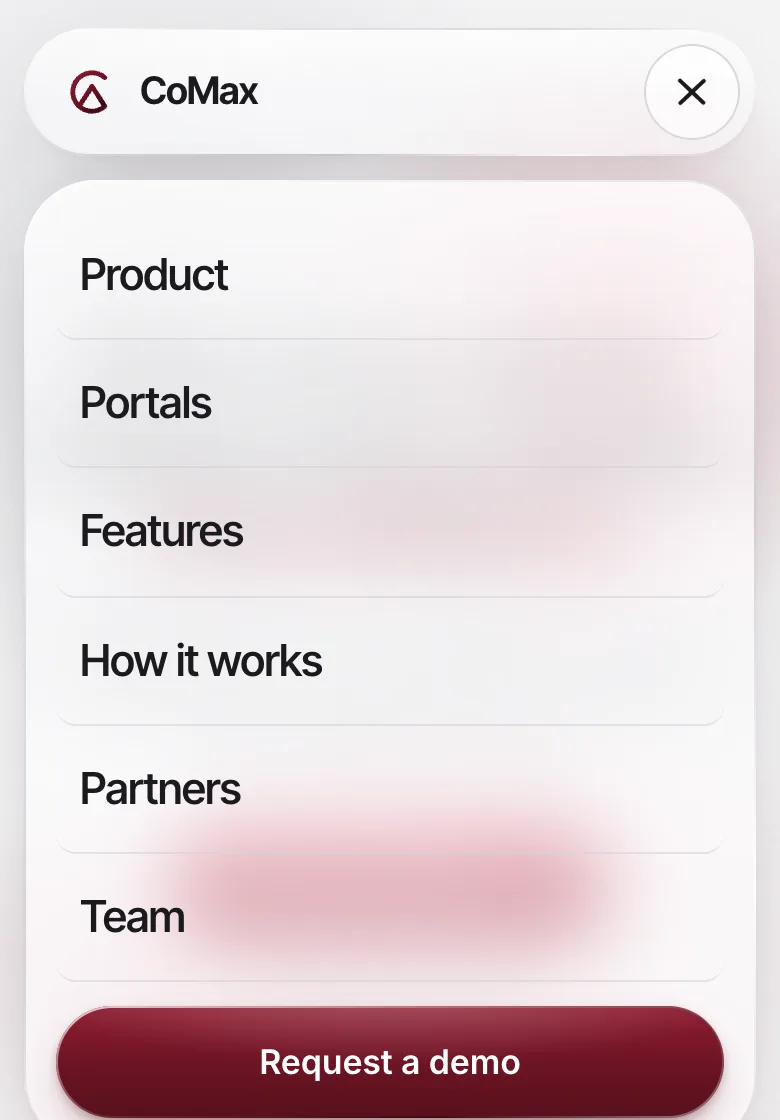 CoMax
Product
Portals
Features
How it works
Partners
Team
Request a demo